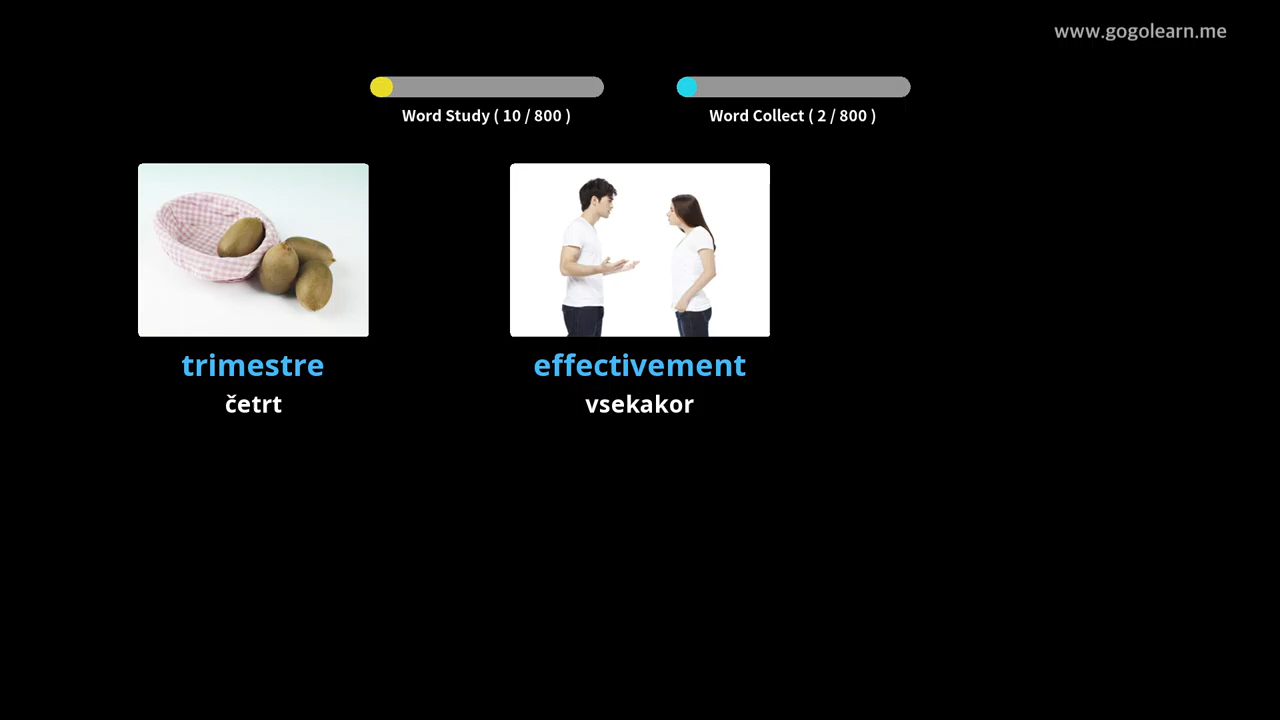 www.gogolearn.me
Word Study ( 10 / 800 )
Word Collect ( 2 / 800 )
trimestre
četrt
effectivement
vsekakor